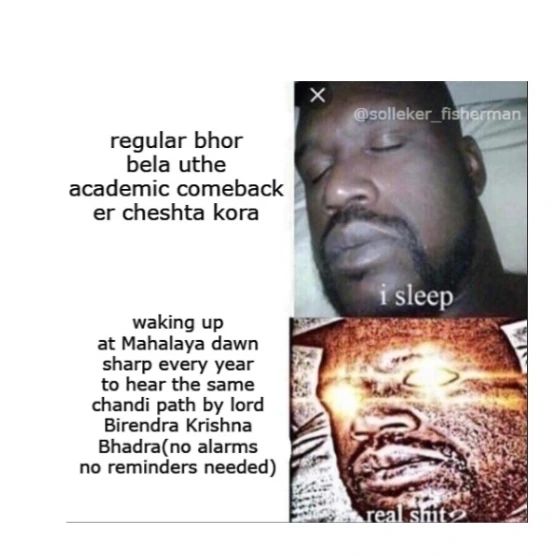 @solleker_fisherman
regular bhor
bela uthe
academic comeback
er cheshta kora
i sleep
waking up
at Mahalaya dawn
sharp every year
to hear the same
chandi path by lord
Birendra Krishna
Bhadra(no alarms
no reminders needed)
real shit?